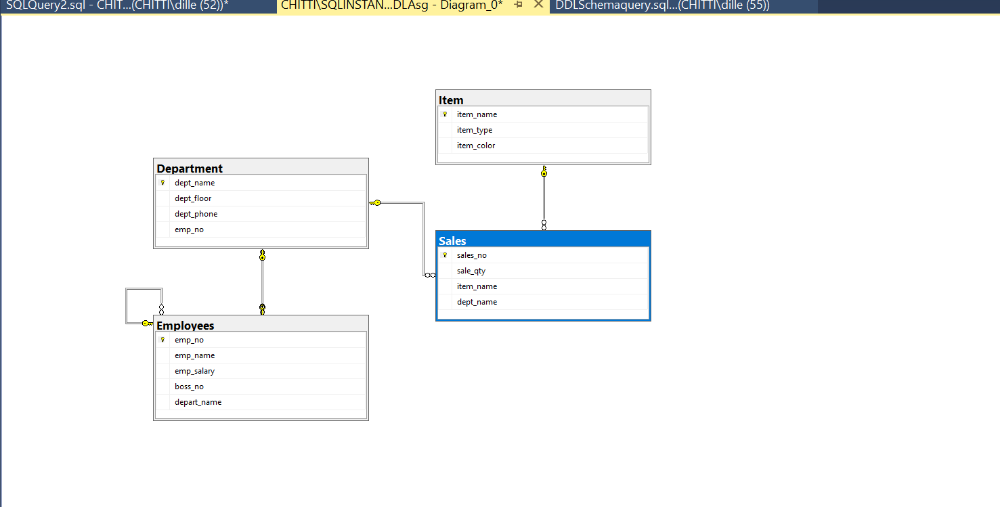 SQLQuery2.sql - CHIT...(CHITTI\dille (52))*
CHITTI\SQLINSTAN...DLAsg - Diagram_0*
DDLSchemaquery.sql...(CHITTI\dille (55))
Item
item_name
item_type
item_color
Department
dept_name
dept_floor
dept_phone
emp_no
Sales
sales_no
sale_qty
item_name
dept_name
Employees
emp_no
emp_name
emp_salary
boss_no
depart_name